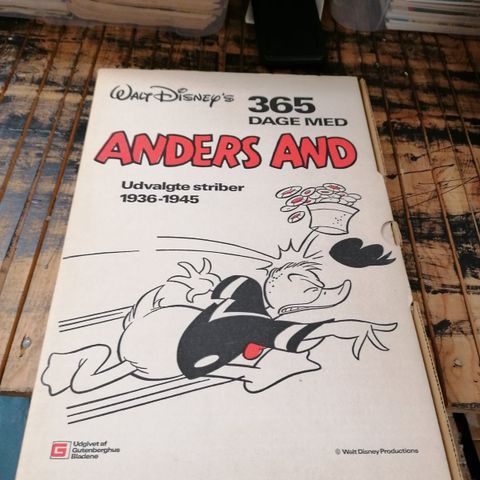 WALT DISNEY'S
365
DAGE MED
ANDERS AND
Udvalgte striber
1936-1945
G
Udgivet af
Gutenberghus
Bladene
© Walt Disney Productions